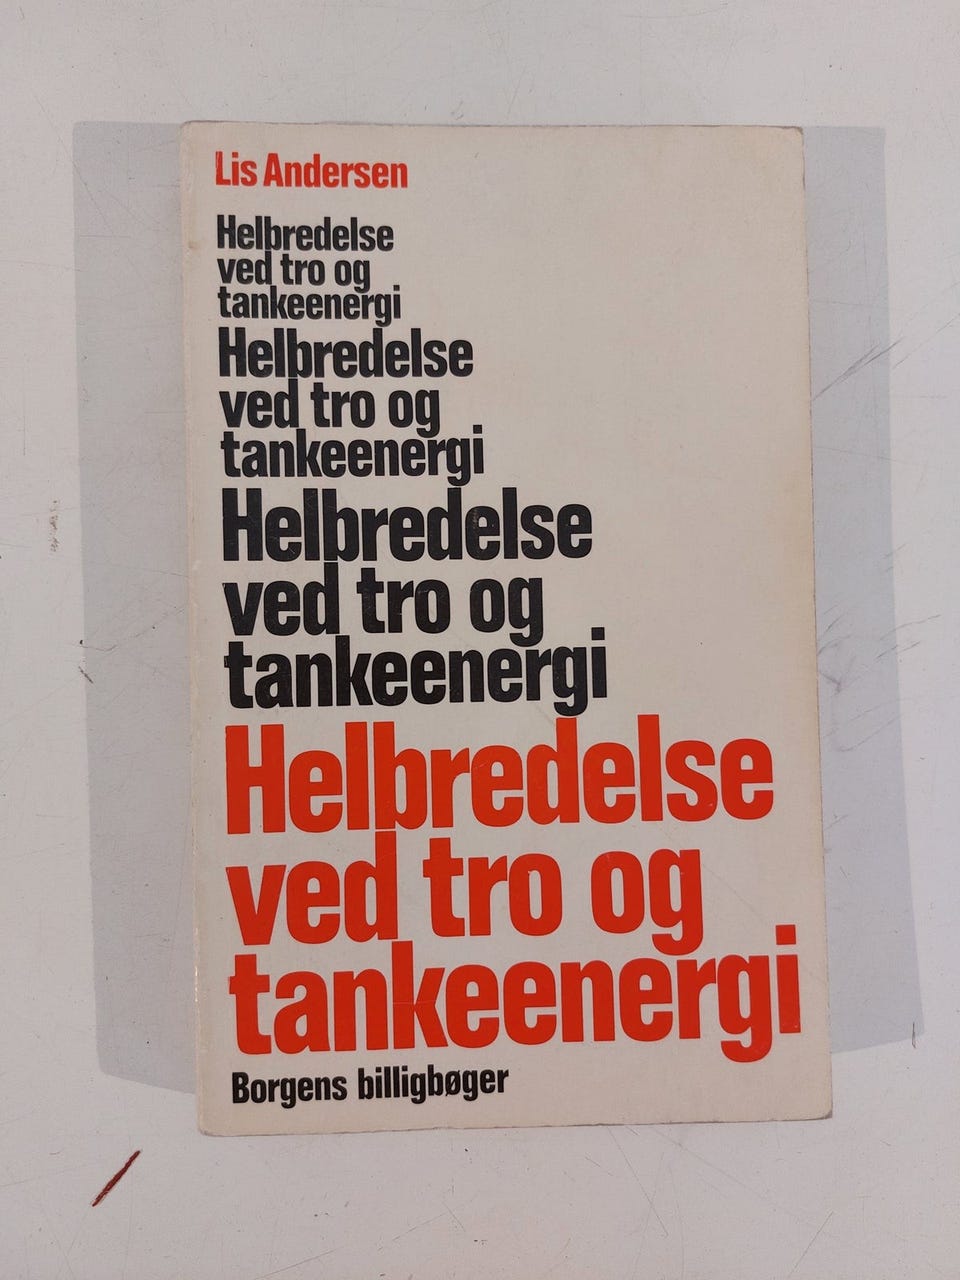 Lis Andersen
Helbredelse
ved tro og
tankeenergi
Helbredelse
ved tro og
tankeenergi
Helbredelse
ved tro og
tankeenergi
Helbredelse
ved tro og
tankeenergi
Borgens billigbøger